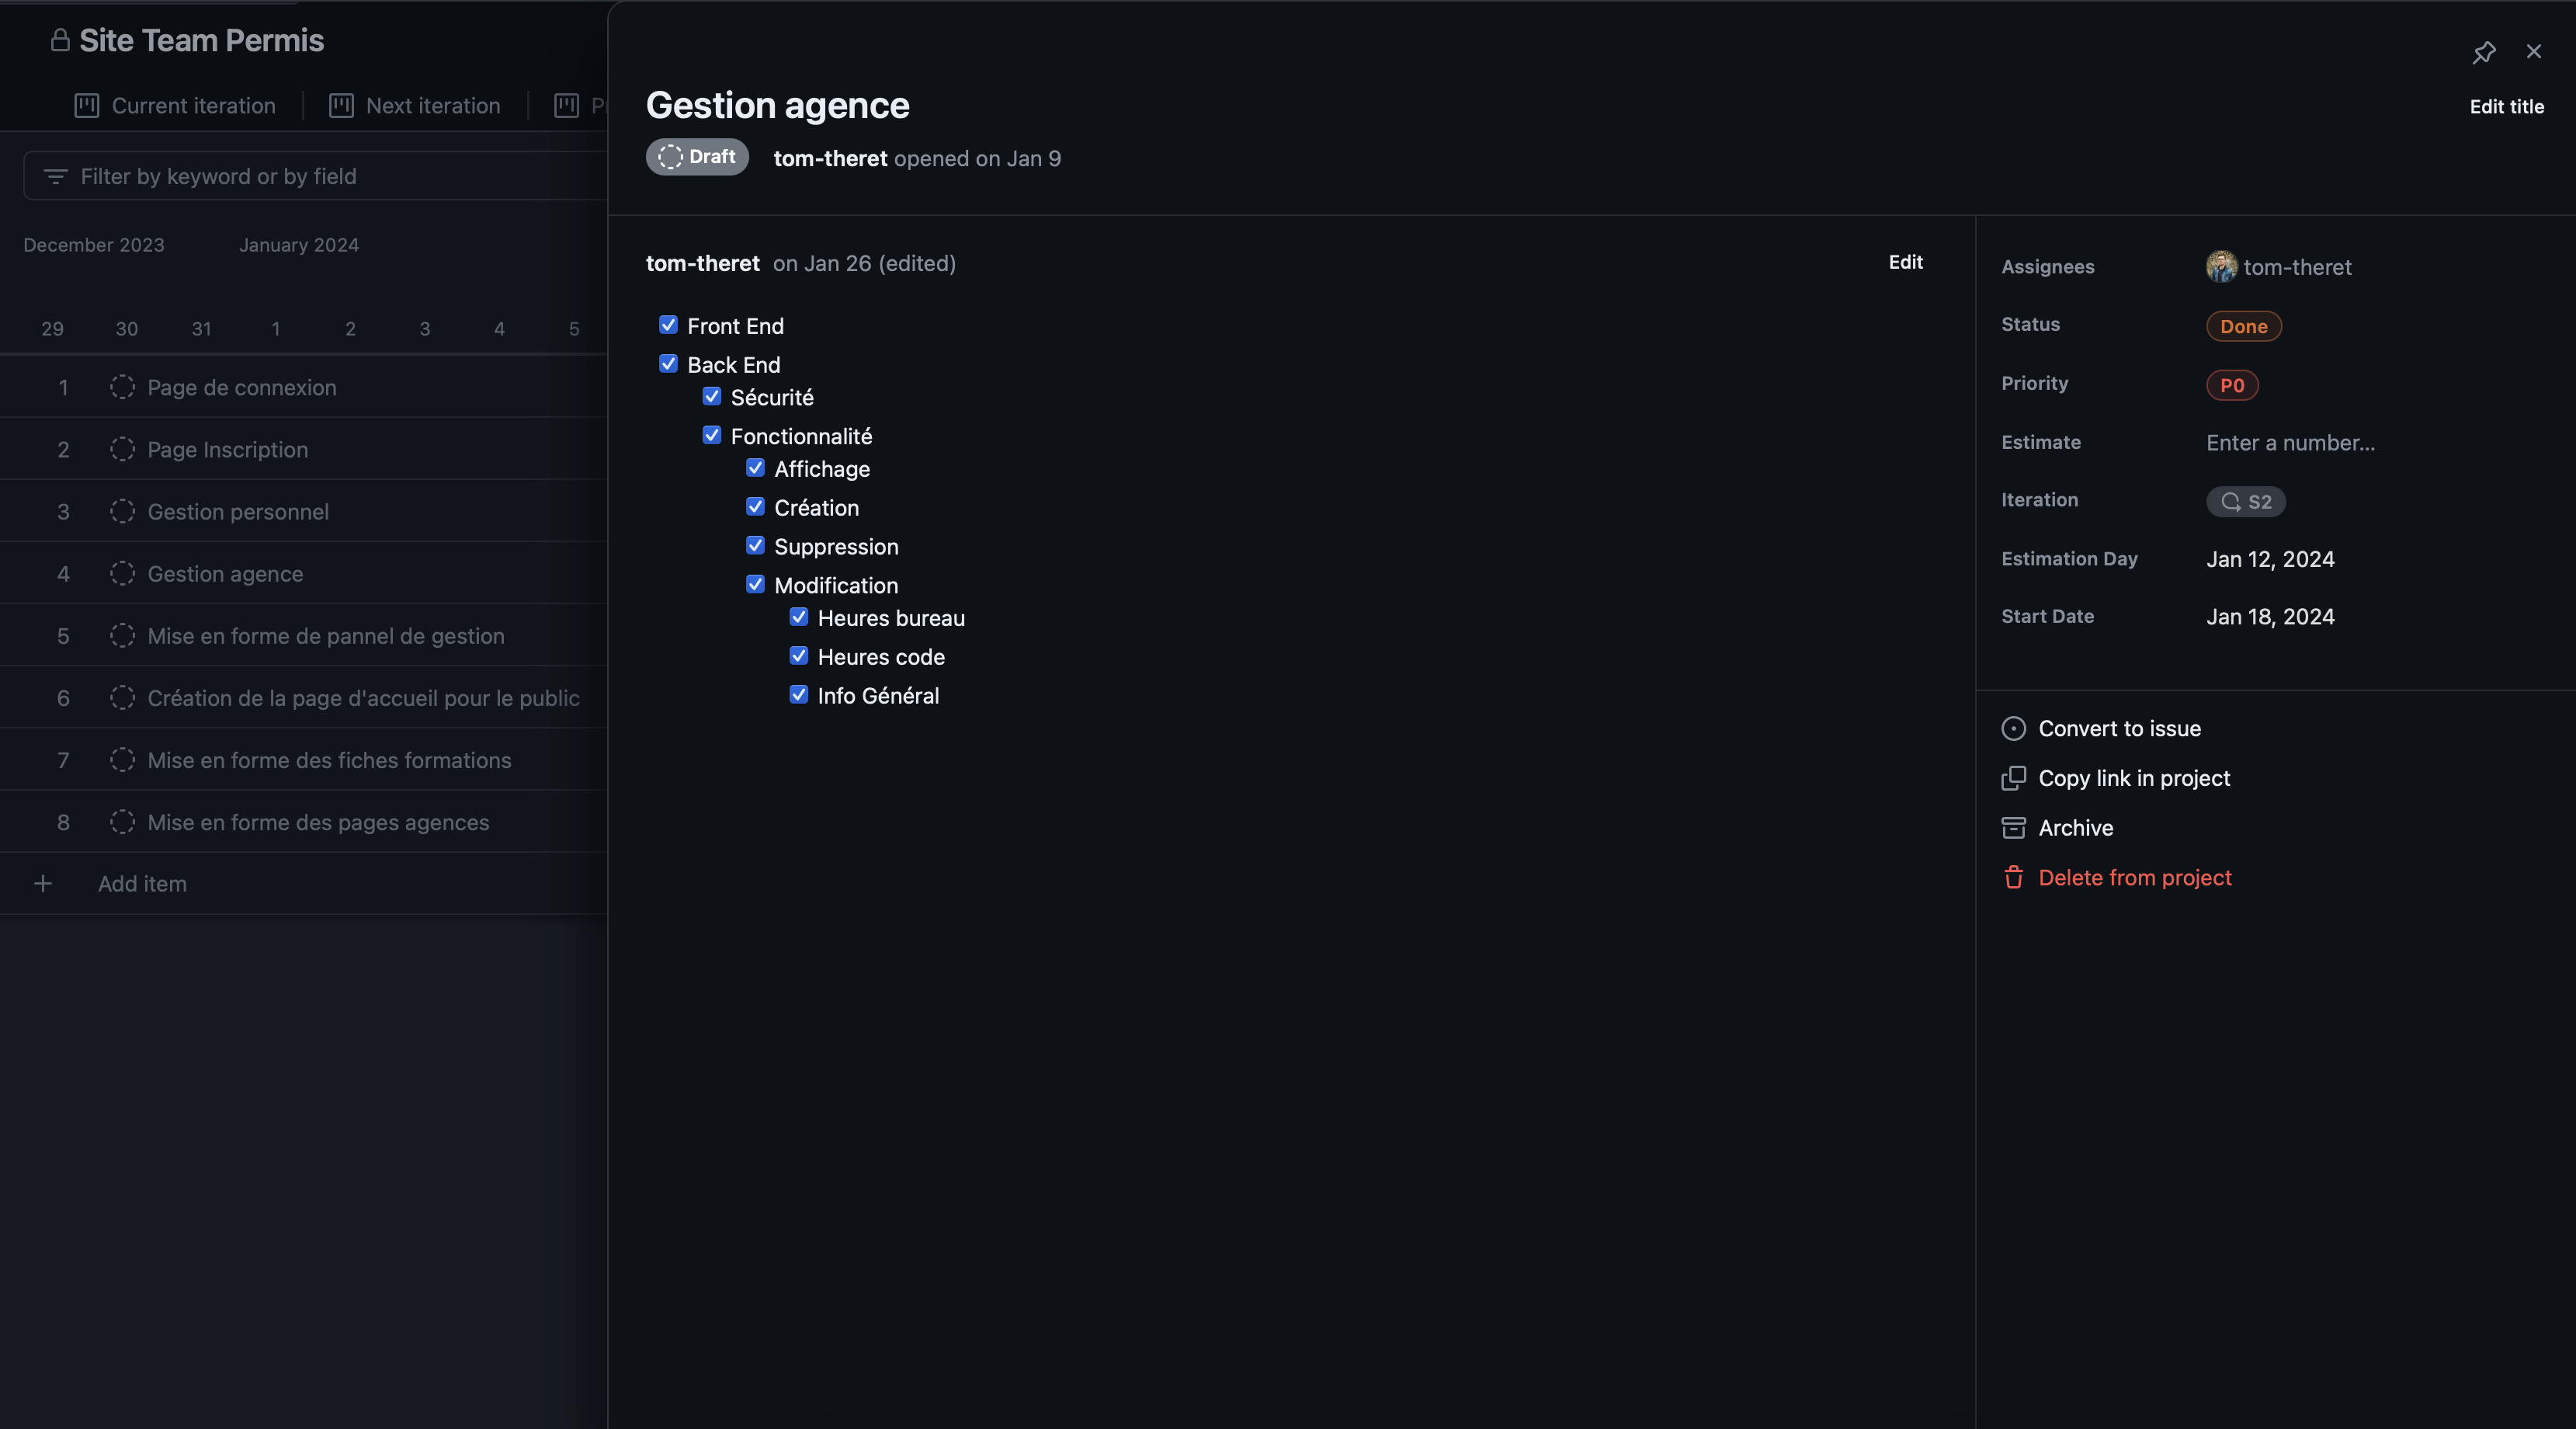 Site Team Permis
Current iteration
Next iteration
Filter by keyword or by field
December 2023
January 2024
29 30 31 1 2 3 4 5
1 Page de connexion
2 Page Inscription
3 Gestion personnel
4 Gestion agence
5 Mise en forme de pannel de gestion
6 Création de la page d'accueil pour le public
7 Mise en forme des fiches formations
8 Mise en forme des pages agences
Add item
Gestion agence
Edit title
Draft
tom-theret opened on Jan 9
tom-theret on Jan 26 (edited)
Edit
Front End
Back End
Sécurité
Fonctionnalité
Affichage
Création
Suppression
Modification
Heures bureau
Heures code
Info Général
Assignees tom-theret
Status Done
Priority P0
Estimate Enter a number...
Iteration S2
Estimation Day Jan 12, 2024
Start Date Jan 18, 2024
Convert to issue
Copy link in project
Archive
Delete from project